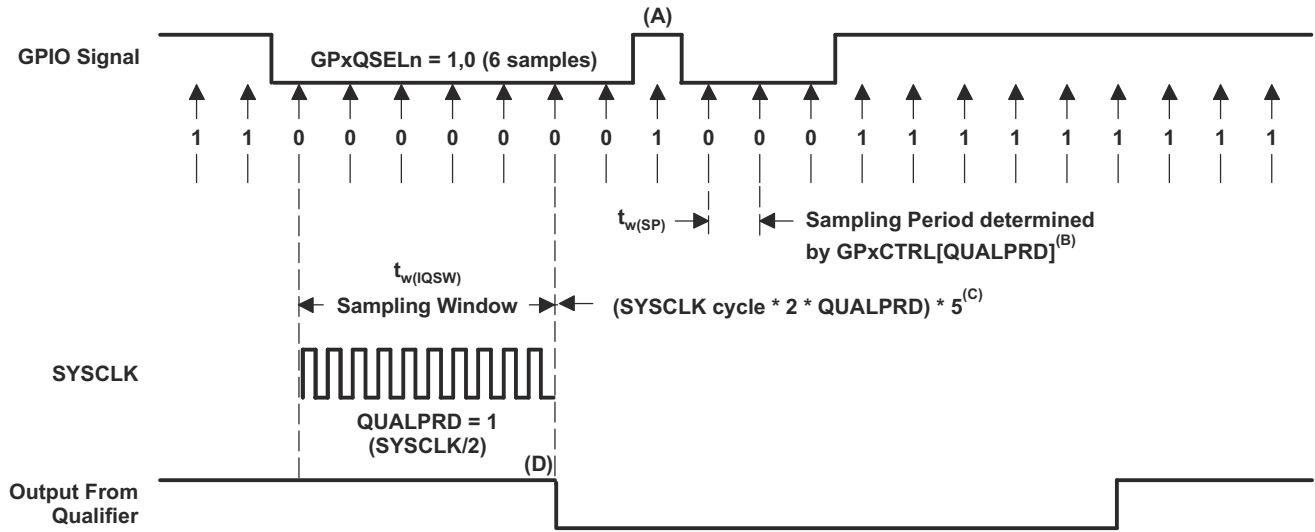 (A)
GPIO Signal
GPxQSELn = 1,0 (6 samples)
1 1 0 0 0 0 0 0 0 1 0 0 0 1 1 1 1 1 1 1 1 1
tw(SP)
Sampling Period determined
by GPxCTRL[QUALPRD](B)
tw(IQSW)
Sampling Window
(SYSCLK cycle * 2 * QUALPRD) * 5(C)
SYSCLK
QUALPRD = 1
(SYSCLK/2)
(D)
Output From
Qualifier